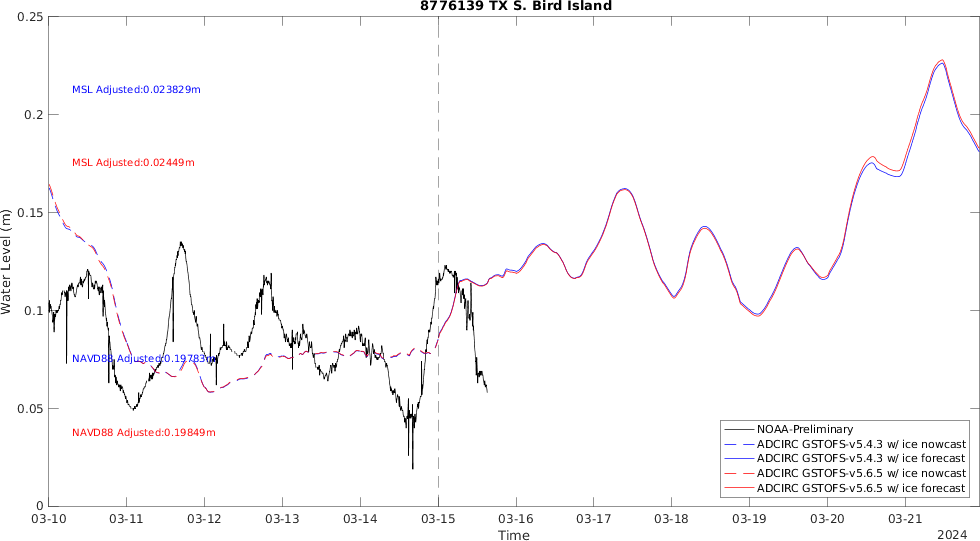 8776139 TX S. Bird Island
0.25
0.2
0.15
0.1
0.05
0
Water Level (m)
MSL Adjusted:0.023829m
MSL Adjusted:0.02449m
NAVD88 Adjusted:0.19783m
NAVD88 Adjusted:0.19849m
NOAA-Preliminary
ADCIRC GSTOFS-v5.4.3 w/ ice nowcast
ADCIRC GSTOFS-v5.4.3 w/ ice forecast
ADCIRC GSTOFS-v5.6.5 w/ ice nowcast
ADCIRC GSTOFS-v5.6.5 w/ ice forecast
03-10 03-11 03-12 03-13 03-14 03-15 03-16 03-17 03-18 03-19 03-20 03-21
Time
2024